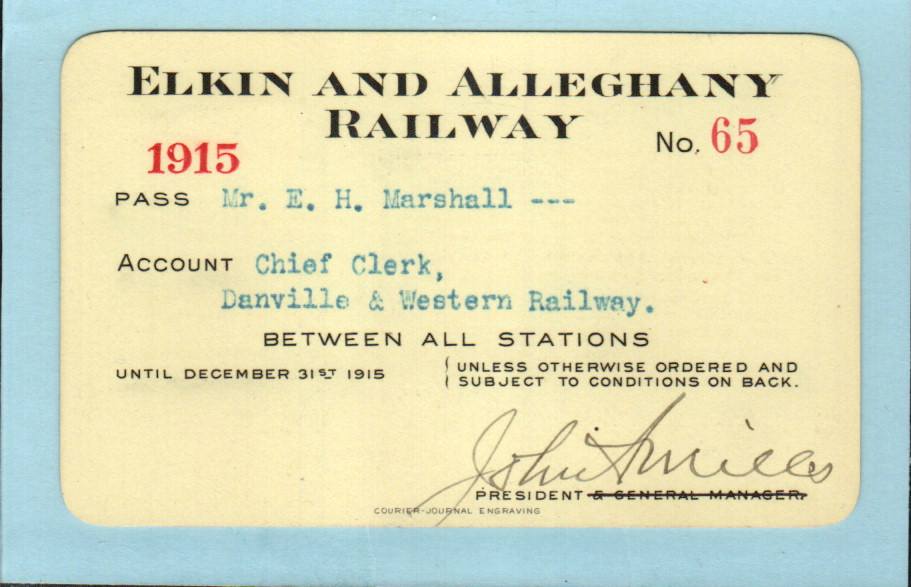 ELKIN AND ALLEGHANY
RAILWAY
1915
No. 65
PASS Mr. E. H. Marshall ---
ACCOUNT Chief Clerk,
Danville & Western Railway.
BETWEEN ALL STATIONS
UNTIL DECEMBER 31ST 1915
UNLESS OTHERWISE ORDERED AND
SUBJECT TO CONDITIONS ON BACK.
John A Mills
PRESIDENT & GENERAL MANAGER.
COURIER-JOURNAL ENGRAVING